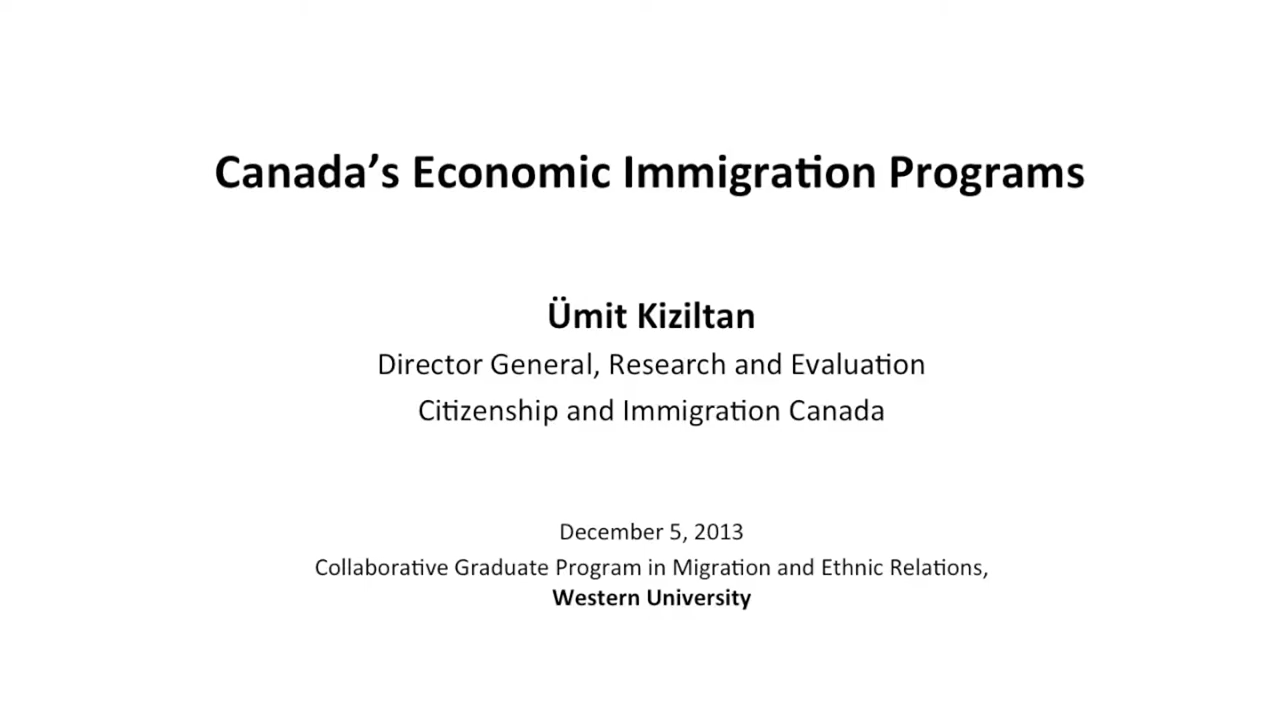 Canada’s Economic Immigration Programs
Ümit Kiziltan
Director General, Research and Evaluation
Citizenship and Immigration Canada
December 5, 2013
Collaborative Graduate Program in Migration and Ethnic Relations,
Western University